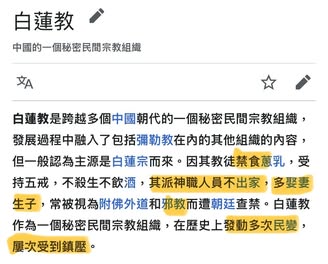 白蓮教
中國的一個秘密民間宗教組織
白蓮教是跨越多個中國朝代的一個秘密民間宗教組織，
發展過程中融入了包括彌勒教在內的其他組織的內容，
但一般認為主源是白蓮宗而來。因其教徒禁食蔥乳，受
持五戒，不殺生不飲酒，其派神職人員不出家，多娶妻
生子，常被視為附佛外道和邪教而遭朝廷查禁。白蓮教
作為一個秘密民間宗教組織，在歷史上發動多次民變，
屢次受到鎮壓。